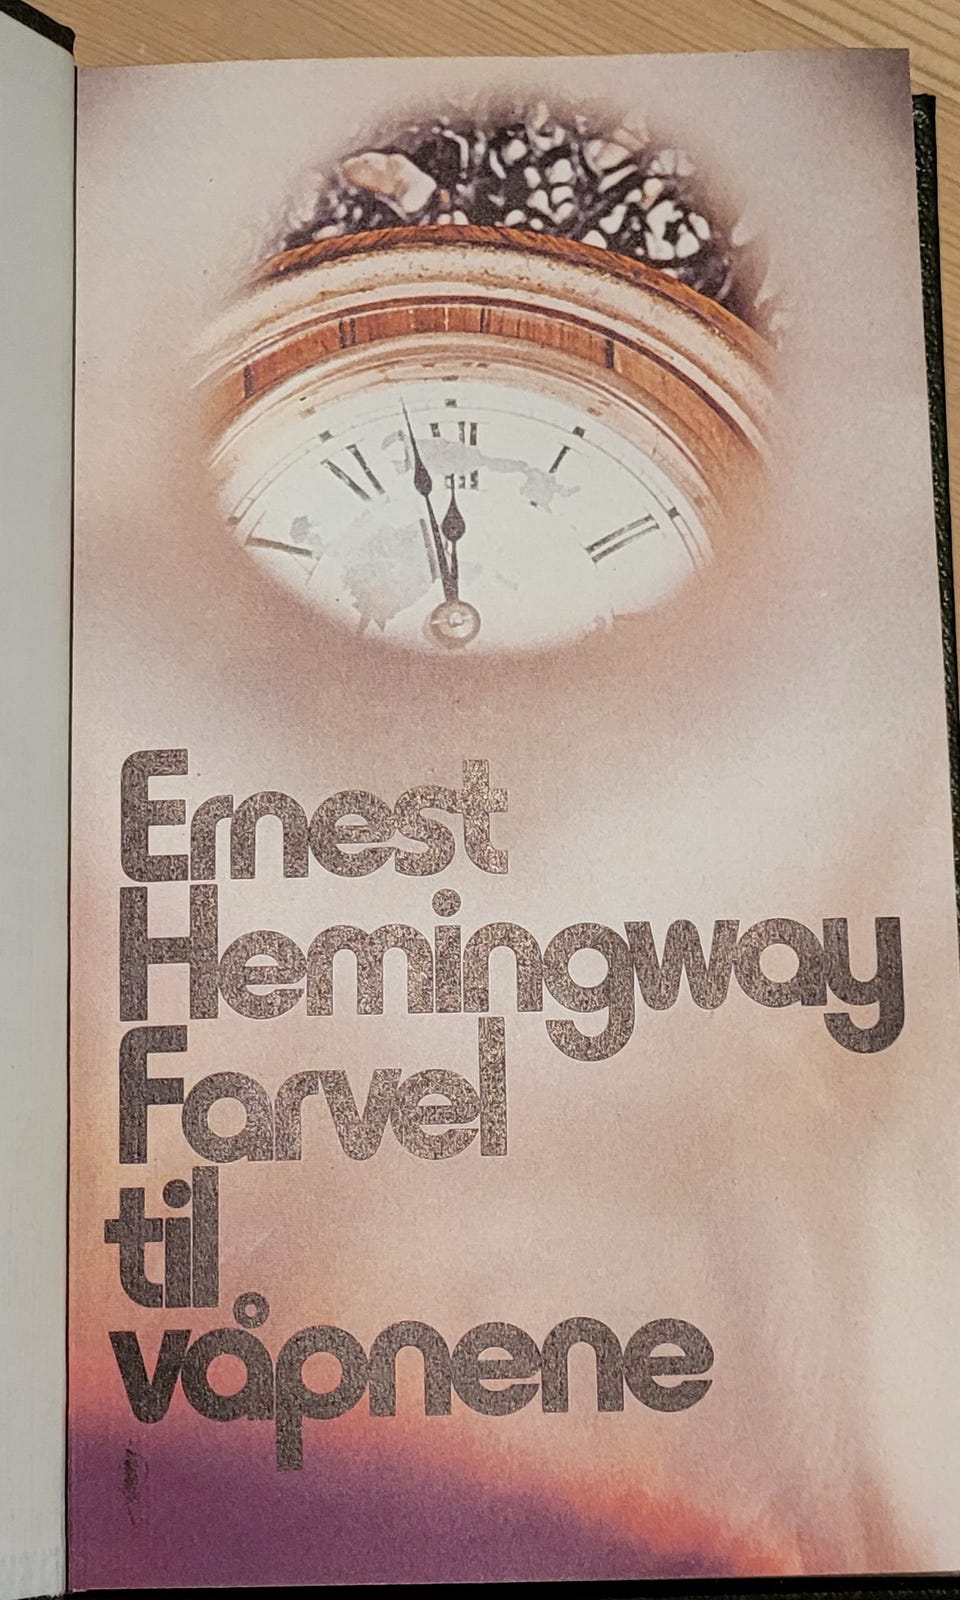 Ernest
Hemingway
Farvel
til
våpnene